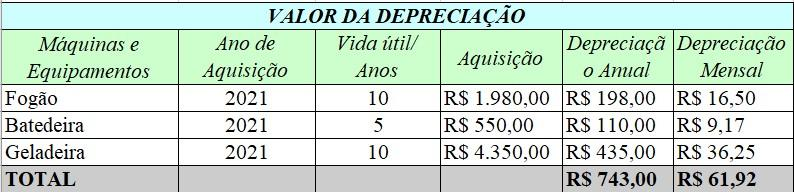 VALOR DA DEPRECIAÇÃO
Máquinas e Equipamentos Ano de Aquisição Vida útil/ Anos Aquisição Depreciaçã o Anual Depreciação Mensal
Fogão 2021 10 R$ 1.980,00 R$ 198,00 R$ 16,50
Batedeira 2021 5 R$ 550,00 R$ 110,00 R$ 9,17
Geladeira 2021 10 R$ 4.350,00 R$ 435,00 R$ 36,25
TOTAL R$ 743,00 R$ 61,92